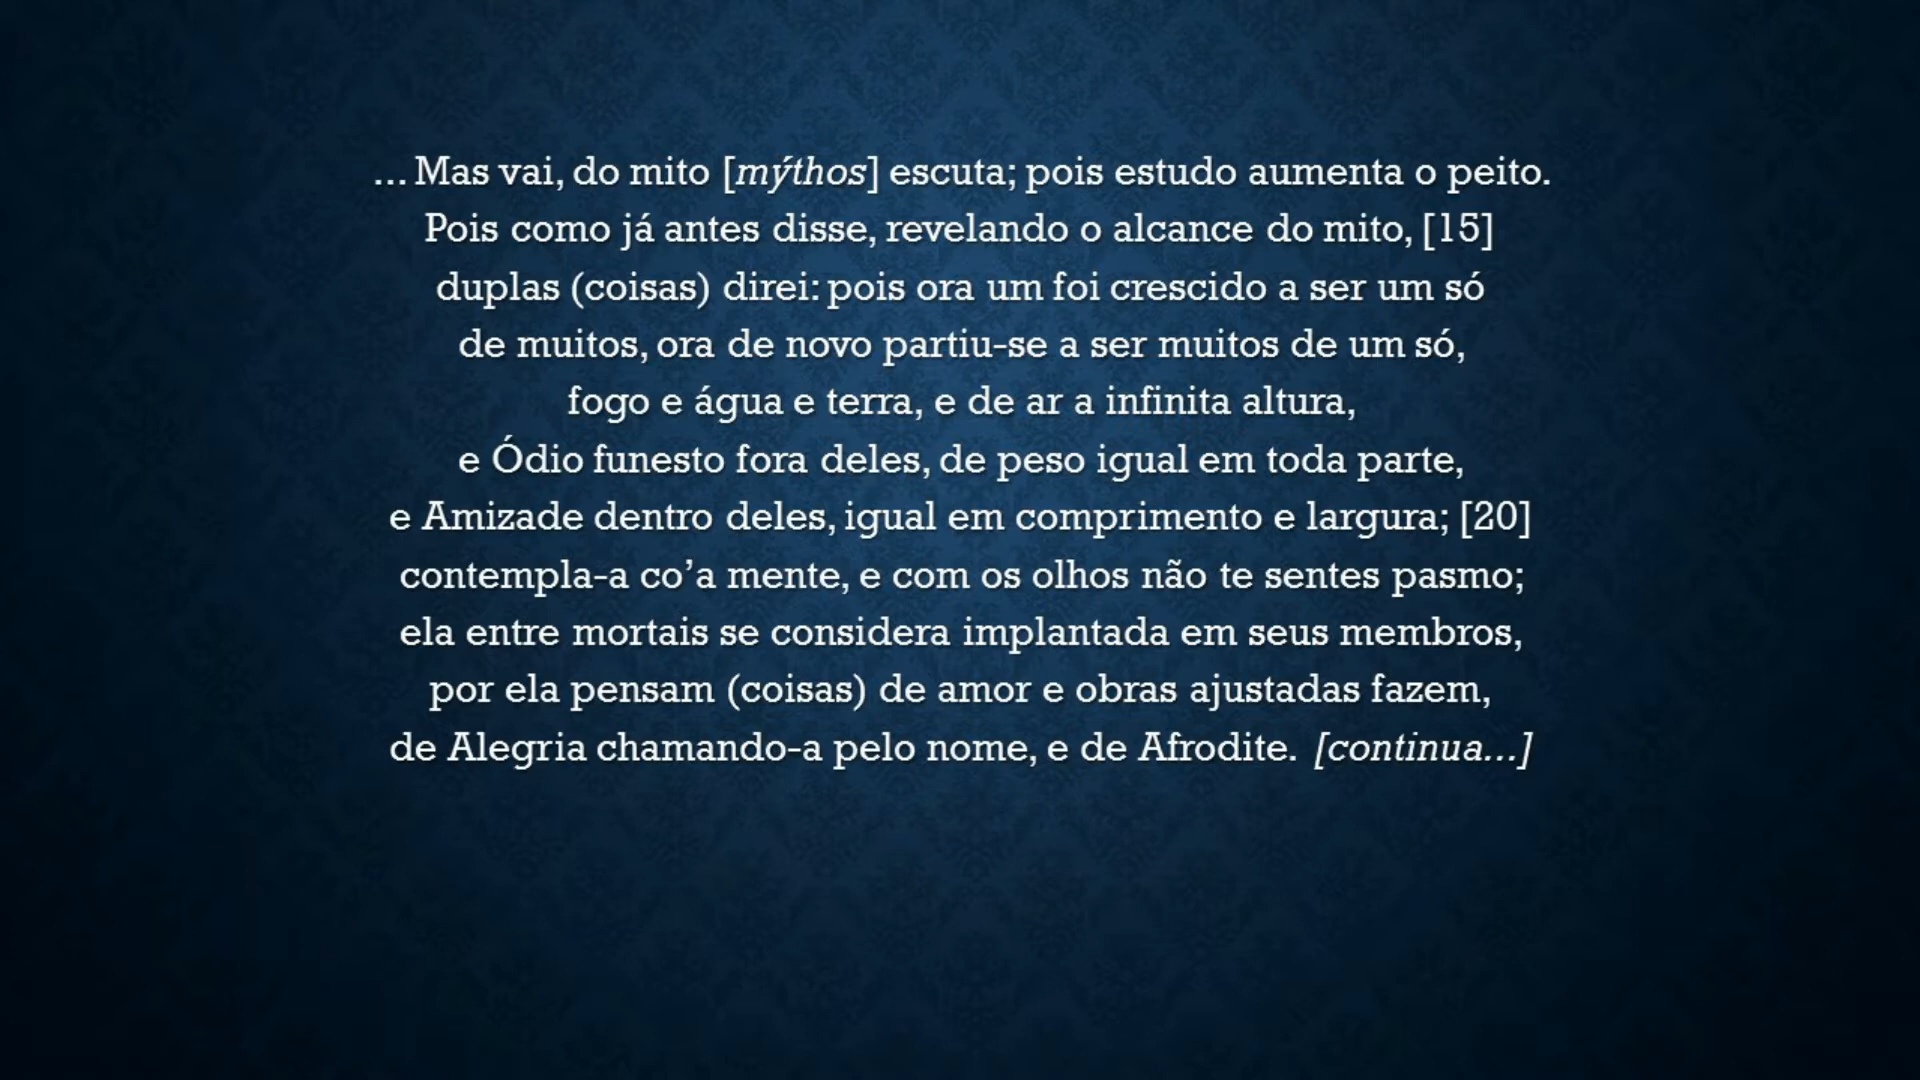 ... Mas vai, do mito [mýthos] escuta; pois estudo aumenta o peito.
Pois como já antes disse, revelando o alcance do mito, [15]
duplas (coisas) direi: pois ora um foi crescido a ser um só
de muitos, ora de novo partiu-se a ser muitos de um só,
fogo e água e terra, e de ar a infinita altura,
e Ódio funesto fora deles, de peso igual em toda parte,
e Amizade dentro deles, igual em comprimento e largura; [20]
contempla-a co’a mente, e com os olhos não te sentes pasmo;
ela entre mortais se considera implantada em seus membros,
por ela pensam (coisas) de amor e obras ajustadas fazem,
de Alegria chamando-a pelo nome, e de Afrodite. [continua...]